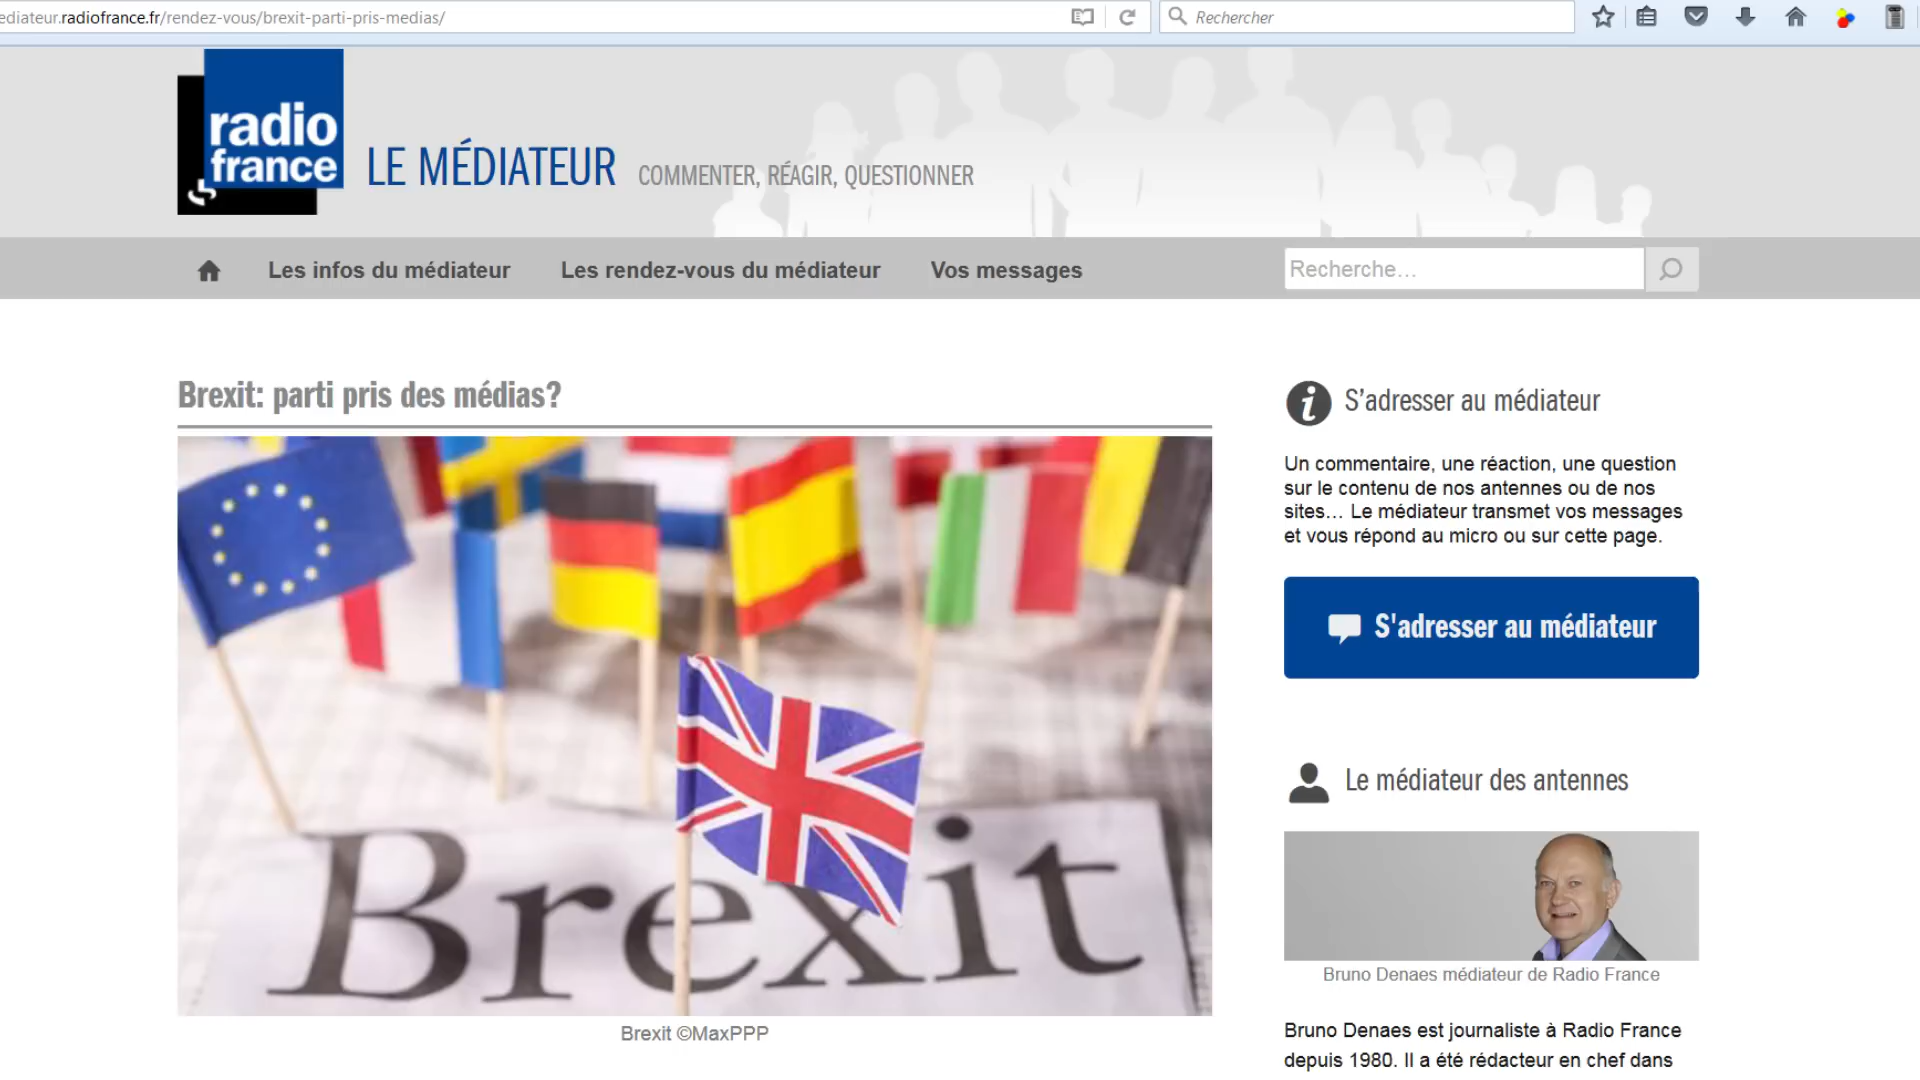 ediateur.radiofrance.fr/rendez-vous/brexit-parti-pris-medias/
Rechercher
radio
france
LE MÉDIATEUR
COMMENTER, RÉAGIR, QUESTIONNER
Les infos du médiateur
Les rendez-vous du médiateur
Vos messages
Recherche…
Brexit: parti pris des médias?
Brexit
Brexit ©MaxPPP
S’adresser au médiateur
Un commentaire, une réaction, une question
sur le contenu de nos antennes ou de nos
sites… Le médiateur transmet vos messages
et vous répond au micro ou sur cette page.
S'adresser au médiateur
Le médiateur des antennes
Bruno Denaes médiateur de Radio France
Bruno Denaes est journaliste à Radio France
depuis 1980. Il a été rédacteur en chef dans